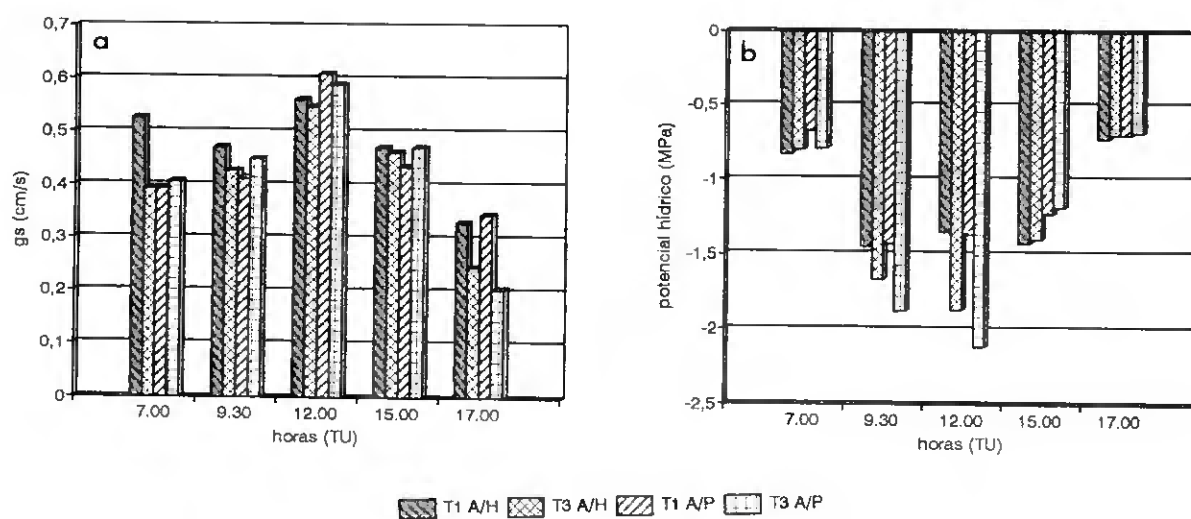 a
gs (cm/s)
0,7
0,6
0,5
0,4
0,3
0,2
0,1
0
7.00 9.30 12.00 15.00 17.00
horas (TU)
b
potencial hídrico (MPa)
0
-0,5
-1
-1,5
-2
-2,5
7.00 9.30 12.00 15.00 17.00
horas (TU)
T1 A/H T3 A/H T1 A/P T3 A/P